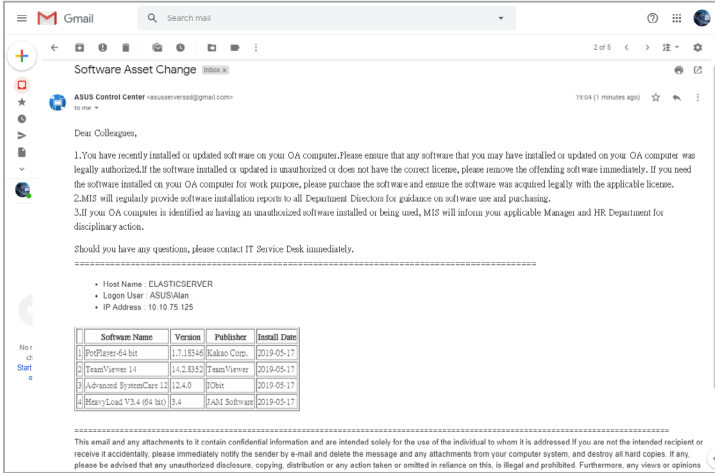 Gmail
Search mail
2 of 5
注
Software Asset Change Inbox x
ASUS Control Center <asusserverssd@gmail.com>
19:04 (1 minutes ago)
to me
Dear Colleagues,
1.You have recently installed or updated software on your OA computer.Please ensure that any software that you may have installed or updated on your OA computer was
legally authorized.If the software installed or updated is unauthorized or does not have the correct license, please remove the offending software immediately. If you need
the software installed on your OA computer for work purpose, please purchase the software and ensure the software was acquired legally with the applicable license.
2.MIS will regularly provide software installation reports to all Department Directors for guidance on software use and purchasing.
3.If your OA computer is identified as having an unauthorized software installed or being used, MIS will inform your applicable Manager and HR Department for
disciplinary action.
Should you have any questions, please contact IT Service Desk immediately.
• Host Name : ELASTICSERVER
• Logon User : ASUS\Alan
• IP Address : 10.10.75.125
Software Name Version Publisher Install Date
1 PotPlayer-64 bit 1.7.18346 Kakao Corp. 2019-05-17
2 TeamViewer 14 14.2.8352 TeamViewer 2019-05-17
3 Advanced SystemCare 12 12.4.0 IObit 2019-05-17
4 HeavyLoad V3.4 (64 bit) 3.4 JAM Software 2019-05-17
No r
ch
Start
o
This email and any attachments to it contain confidential information and are intended solely for the use of the individual to whom it is addressed.If you are not the intended recipient or
receive it accidentally, please immediately notify the sender by e-mail and delete the message and any attachments from your computer system, and destroy all hard copies. If any,
please be advised that any unauthorized disclosure, copying, distribution or any action taken or omitted in reliance on this, is illegal and prohibited. Furthermore, any views or opinions